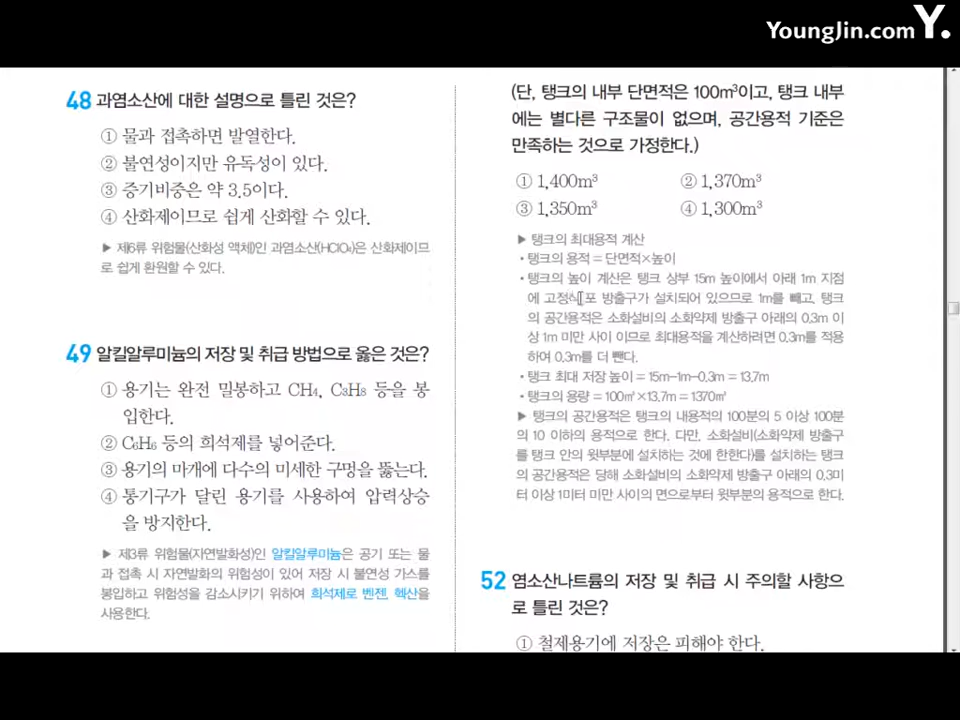 YoungJin.com Y.
48 과염소산에 대한 설명으로 틀린 것은?
① 물과 접촉하면 발열한다.
② 불연성이지만 유독성이 있다.
③ 증기비중은 약 3.5이다.
④ 산화제이므로 쉽게 산화할 수 있다.
▶ 제6류 위험물(산화성 액체)인 과염소산(HClO₄)은 산화제이므
로 쉽게 환원할 수 있다.
49 알킬알루미늄의 저장 및 취급 방법으로 옳은 것은?
① 용기는 완전 밀봉하고 CH₄, C₃H₈ 등을 봉
입한다.
② C₆H₆ 등의 희석제를 넣어준다.
③ 용기의 마개에 다수의 미세한 구멍을 뚫는다.
④ 통기구가 달린 용기를 사용하여 압력상승
을 방지한다.
▶ 제3류 위험물(자연발화성)인 알킬알루미늄은 공기 또는 물
과 접촉 시 자연발화의 위험성이 있어 저장 시 불연성 가스를
봉입하고 위험성을 감소시키기 위하여 희석제로 벤젠, 헥산을
사용한다.
(단, 탱크의 내부 단면적은 100m³이고, 탱크 내부
에는 별다른 구조물이 없으며, 공간용적 기준은
만족하는 것으로 가정한다.)
① 1,400m³ ② 1,370m³
③ 1,350m³ ④ 1,300m³
▶ 탱크의 최대용적 계산
• 탱크의 용적 = 단면적×높이
• 탱크의 높이 계산은 탱크 상부 15m 높이에서 아래 1m 지점
에 고정식 포 방출구가 설치되어 있으므로 1m를 빼고, 탱크
의 공간용적은 소화설비의 소화약제 방출구 아래의 0.3m 이
상 1m 미만 사이 이므로 최대용적을 계산하려면 0.3m를 적용
하여 0.3m를 더 뺀다.
• 탱크 최대 저장 높이 = 15m-1m-0.3m = 13.7m
• 탱크의 용량 = 100㎡×13.7m = 1370㎥
▶ 탱크의 공간용적은 탱크의 내용적의 100분의 5 이상 100분
의 10 이하의 용적으로 한다. 다만, 소화설비(소화약제 방출구
를 탱크 안의 윗부분에 설치하는 것에 한한다)를 설치하는 탱크
의 공간용적은 당해 소화설비의 소화약제 방출구 아래의 0.3미
터 이상 1미터 미만 사이의 면으로부터 윗부분의 용적으로 한다.
52 염소산나트륨의 저장 및 취급 시 주의할 사항으
로 틀린 것은?
① 철제용기에 저장은 피해야 한다.